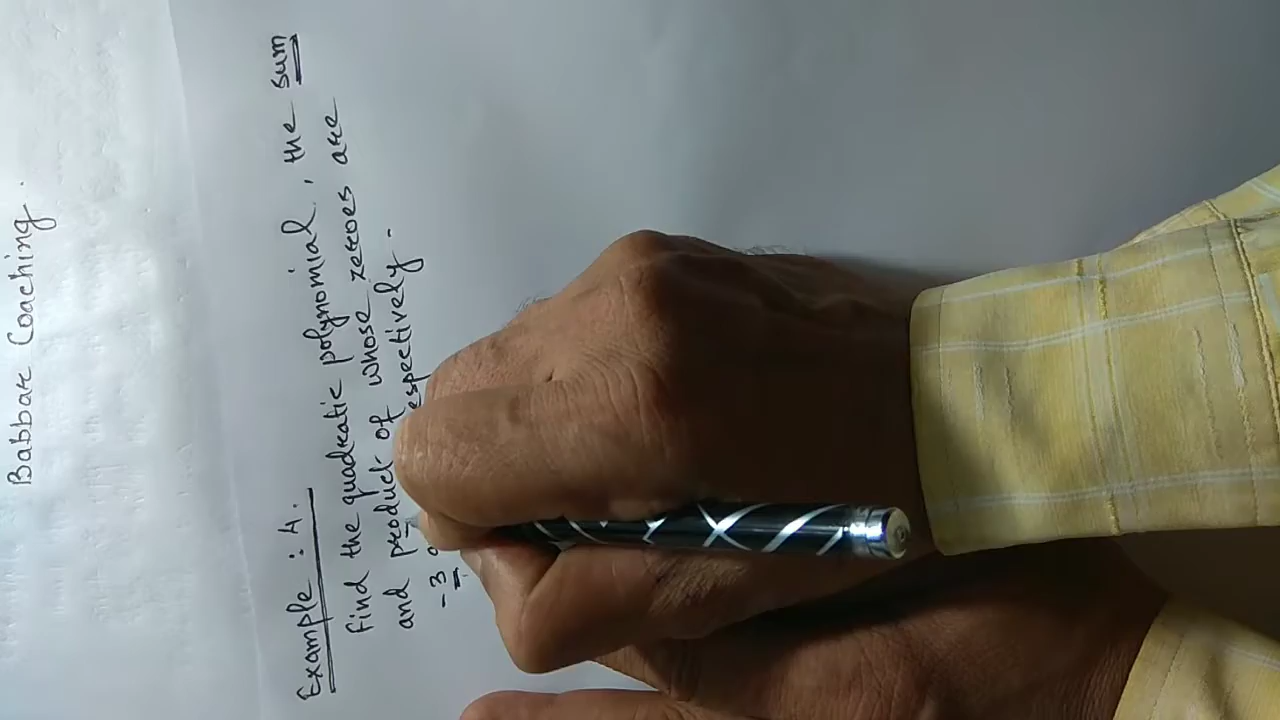 Babbar Coaching.
Example : 4.
Find the quadratic polynomial, the sum
and product of whose zeroes are
-3 espectively.